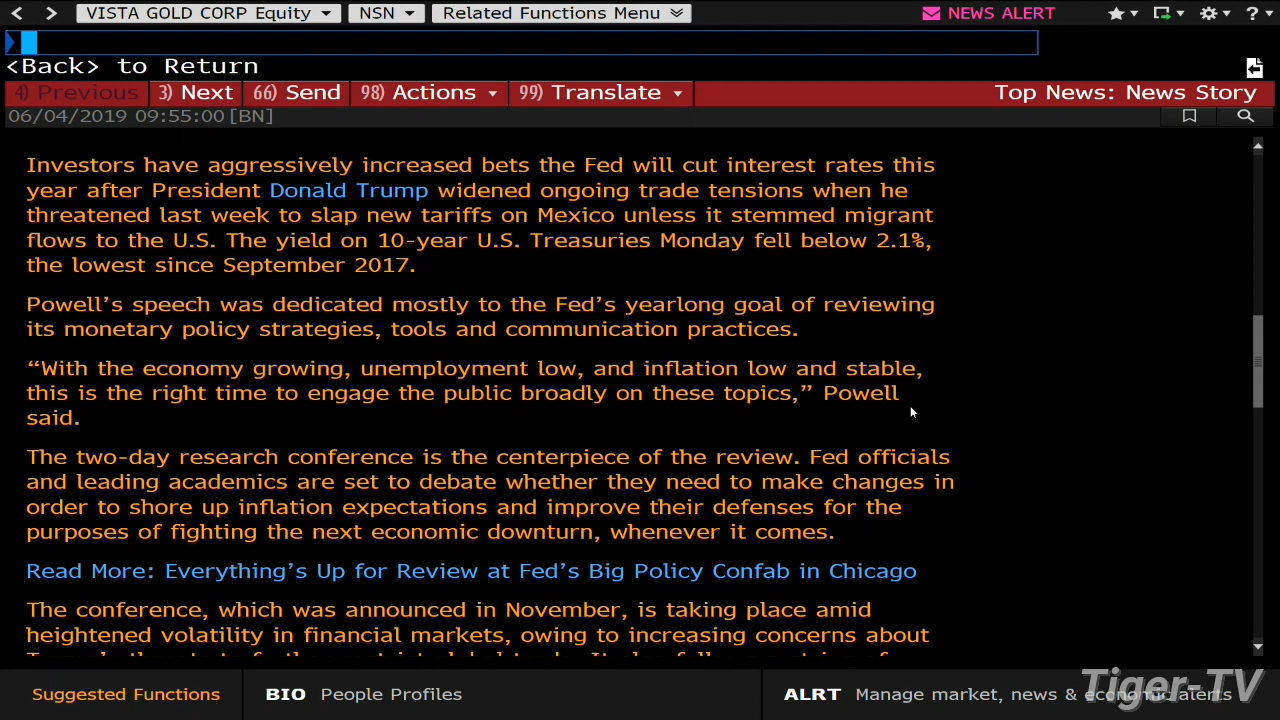 VISTA GOLD CORP Equity NSN Related Functions Menu NEWS ALERT ?
<Back> to Return
4) Previous 3) Next 66) Send 98) Actions 99) Translate Top News: News Story
06/04/2019 09:55:00 [BN]
Investors have aggressively increased bets the Fed will cut interest rates this
year after President Donald Trump widened ongoing trade tensions when he
threatened last week to slap new tariffs on Mexico unless it stemmed migrant
flows to the U.S. The yield on 10-year U.S. Treasuries Monday fell below 2.1%,
the lowest since September 2017.
Powell's speech was dedicated mostly to the Fed's yearlong goal of reviewing
its monetary policy strategies, tools and communication practices.
“With the economy growing, unemployment low, and inflation low and stable,
this is the right time to engage the public broadly on these topics,” Powell
said.
The two-day research conference is the centerpiece of the review. Fed officials
and leading academics are set to debate whether they need to make changes in
order to shore up inflation expectations and improve their defenses for the
purposes of fighting the next economic downturn, whenever it comes.
Read More: Everything's Up for Review at Fed's Big Policy Confab in Chicago
The conference, which was announced in November, is taking place amid
heightened volatility in financial markets, owing to increasing concerns about
Suggested Functions BIO People Profiles ALRT Manage market, news & economic alerts
Tiger-TV